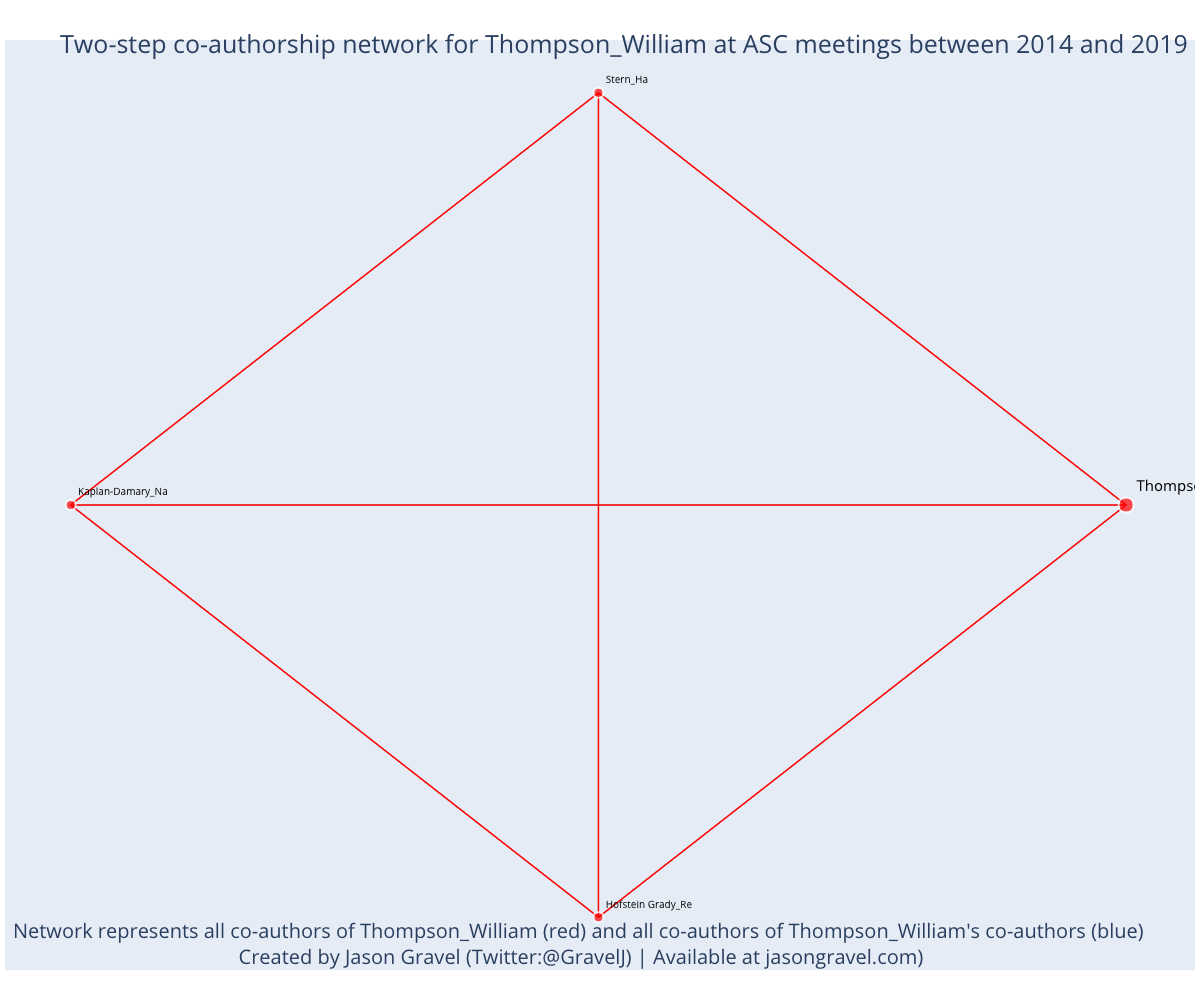 Two-step co-authorship network for Thompson_William at ASC meetings between 2014 and 2019
Stern_Ha
Kaplan-Damary_Na
Thomps
Hofstein Grady_Re
Network represents all co-authors of Thompson_William (red) and all co-authors of Thompson_William's co-authors (blue)
Created by Jason Gravel (Twitter:@GravelJ) | Available at jasongravel.com)